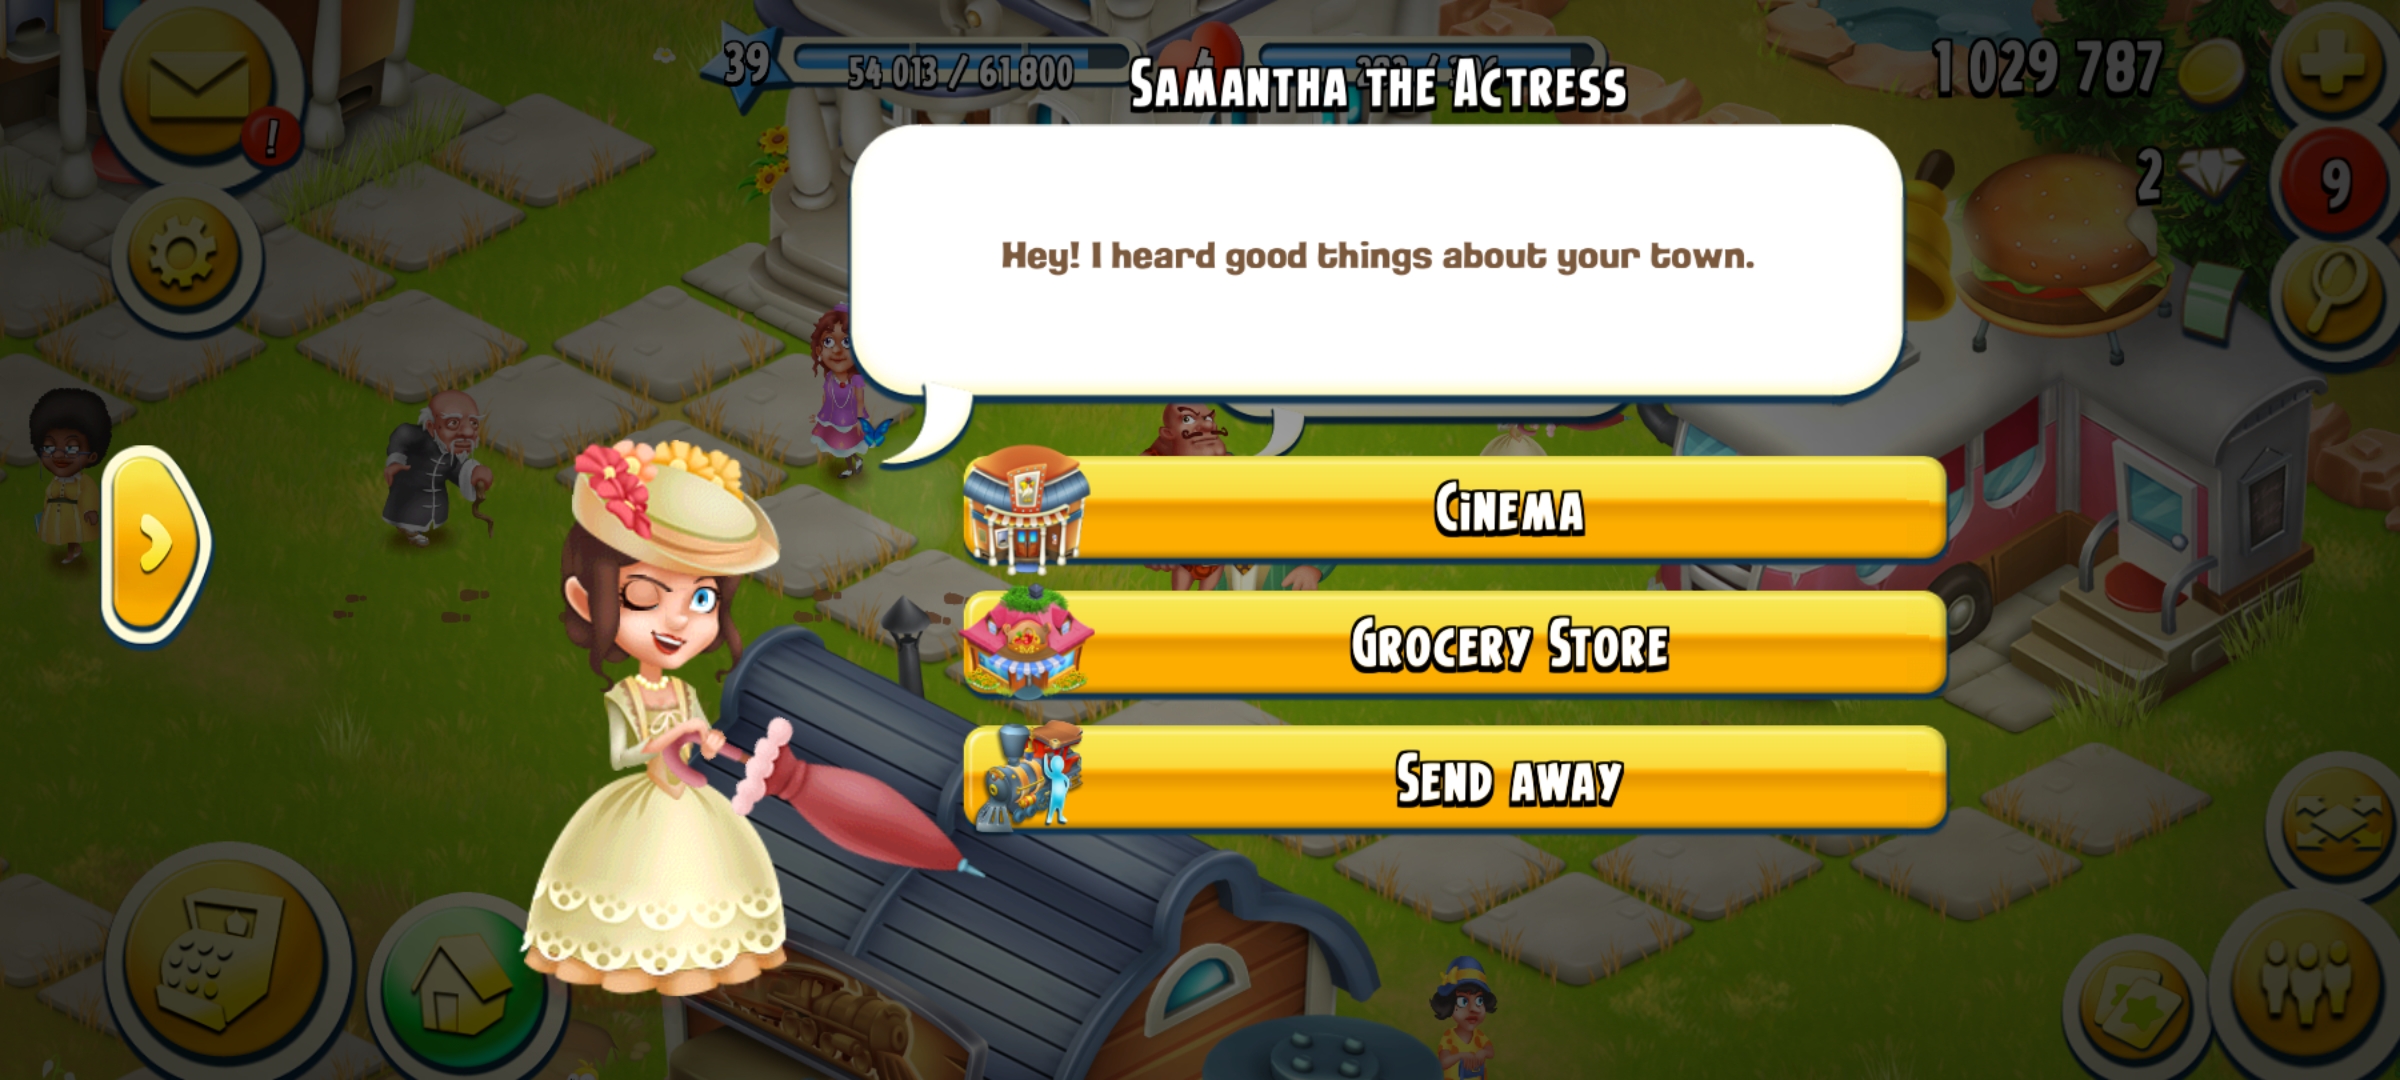 39
54 013 / 61 800
1 029 787
SAMANTHA THE ACTRESS
2
9
Hey! I heard good things about your town.
CINEMA
GROCERY STORE
SEND AWAY